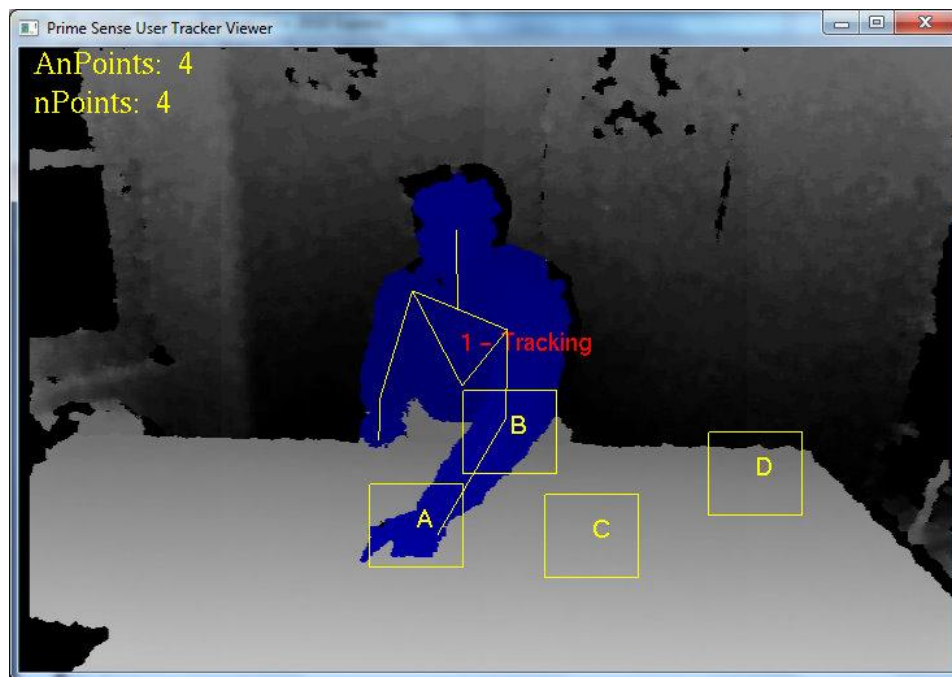 Prime Sense User Tracker Viewer
AnPoints: 4
nPoints: 4
1 – Tracking
B
D
A
C